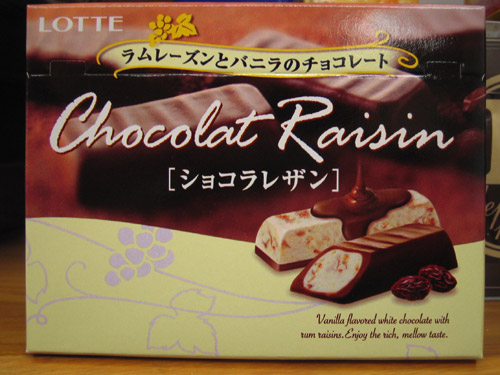 LOTTE
ラムレーズンとバニラのチョコレート
Chocolat Raisin
[ショコラレザン]
Vanilla flavored white chocolate with
rum raisins. Enjoy the rich, mellow taste.